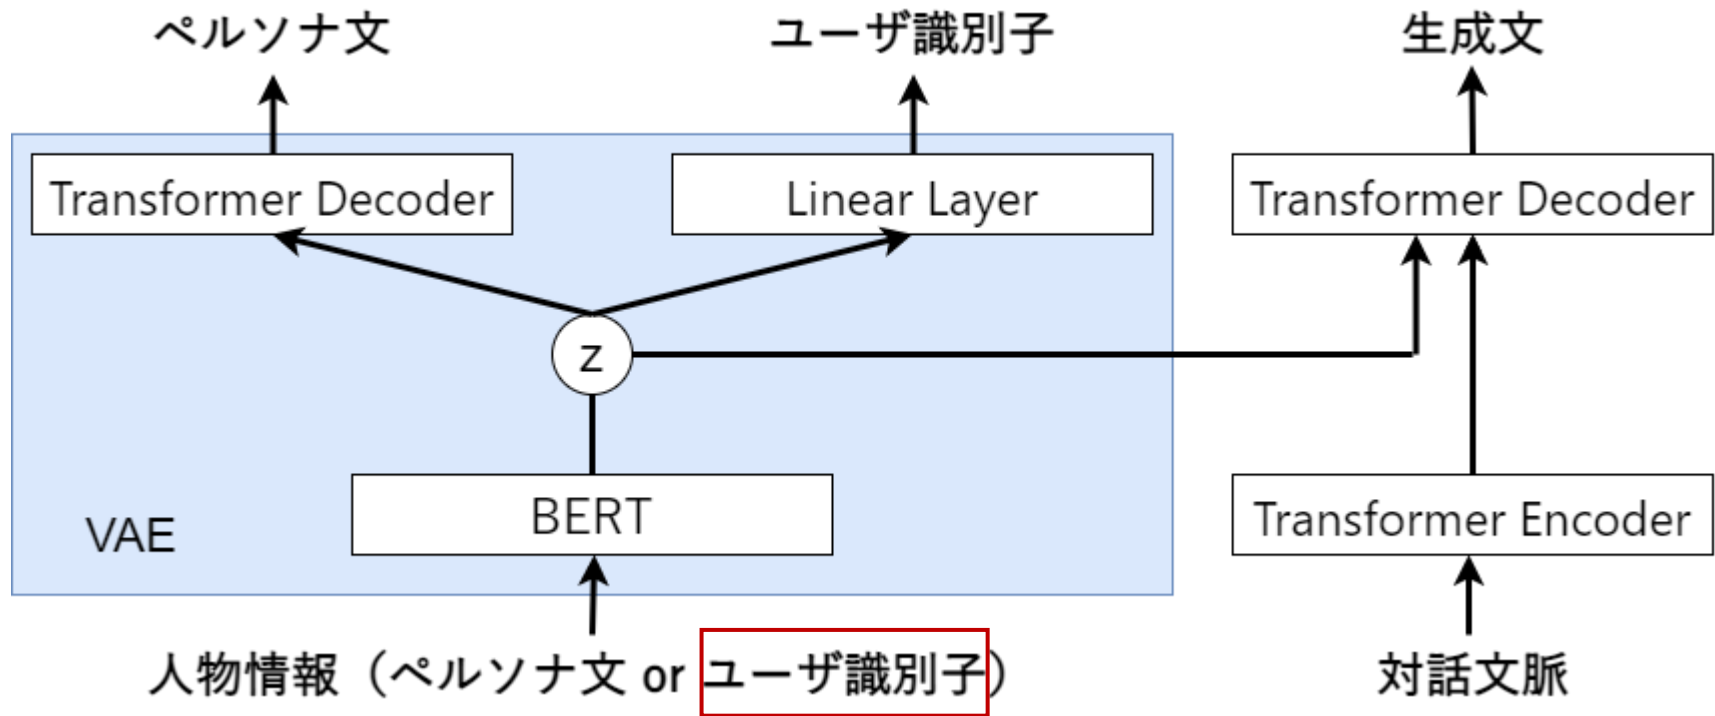 ペルソナ文
ユーザ識別子
生成文
Transformer Decoder
Linear Layer
Transformer Decoder
z
BERT
VAE
Transformer Encoder
人物情報（ペルソナ文 or ユーザ識別子）
対話文脈